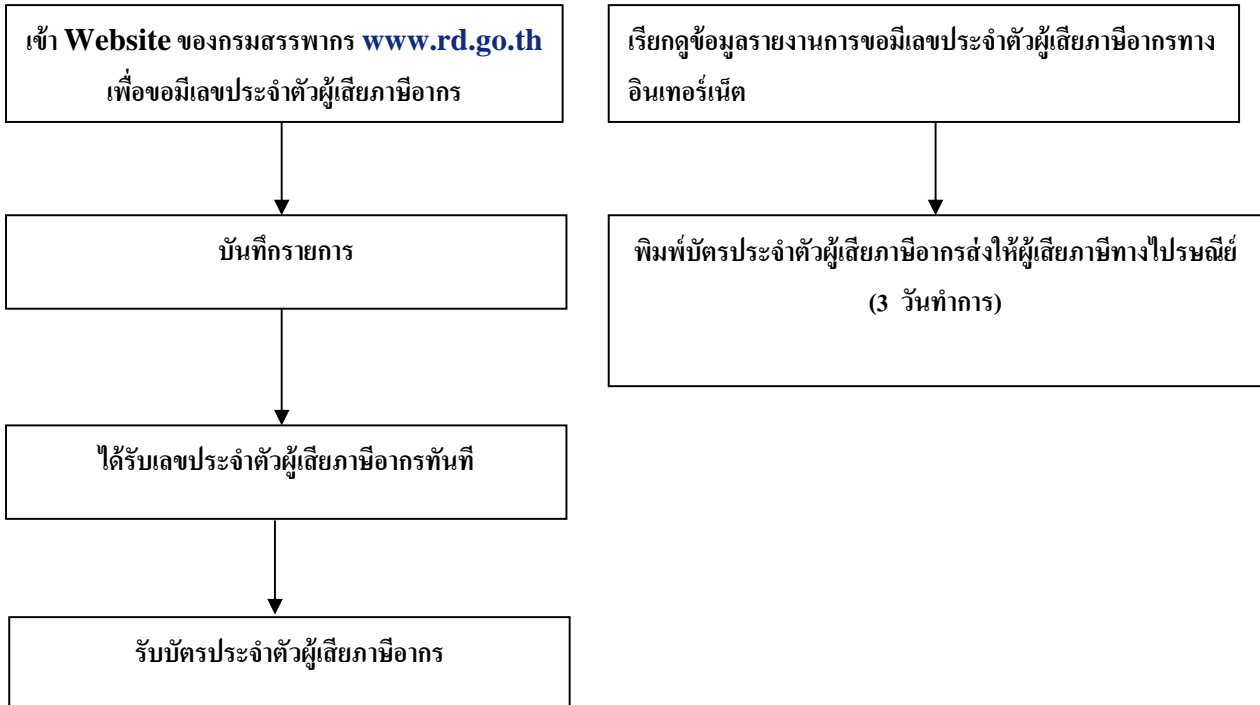 เข้า Website ของกรมสรรพากร www.rd.go.th
เพื่อขอมีเลขประจำตัวผู้เสียภาษีอากร
บันทึกรายการ
ได้รับเลขประจำตัวผู้เสียภาษีอากรทันที
รับบัตรประจำตัวผู้เสียภาษีอากร
เรียกดูข้อมูลรายงานการขอมีเลขประจำตัวผู้เสียภาษีอากรทาง
อินเทอร์เน็ต
พิมพ์บัตรประจำตัวผู้เสียภาษีอากรส่งให้ผู้เสียภาษีทางไปรษณีย์
(3 วันทำการ)